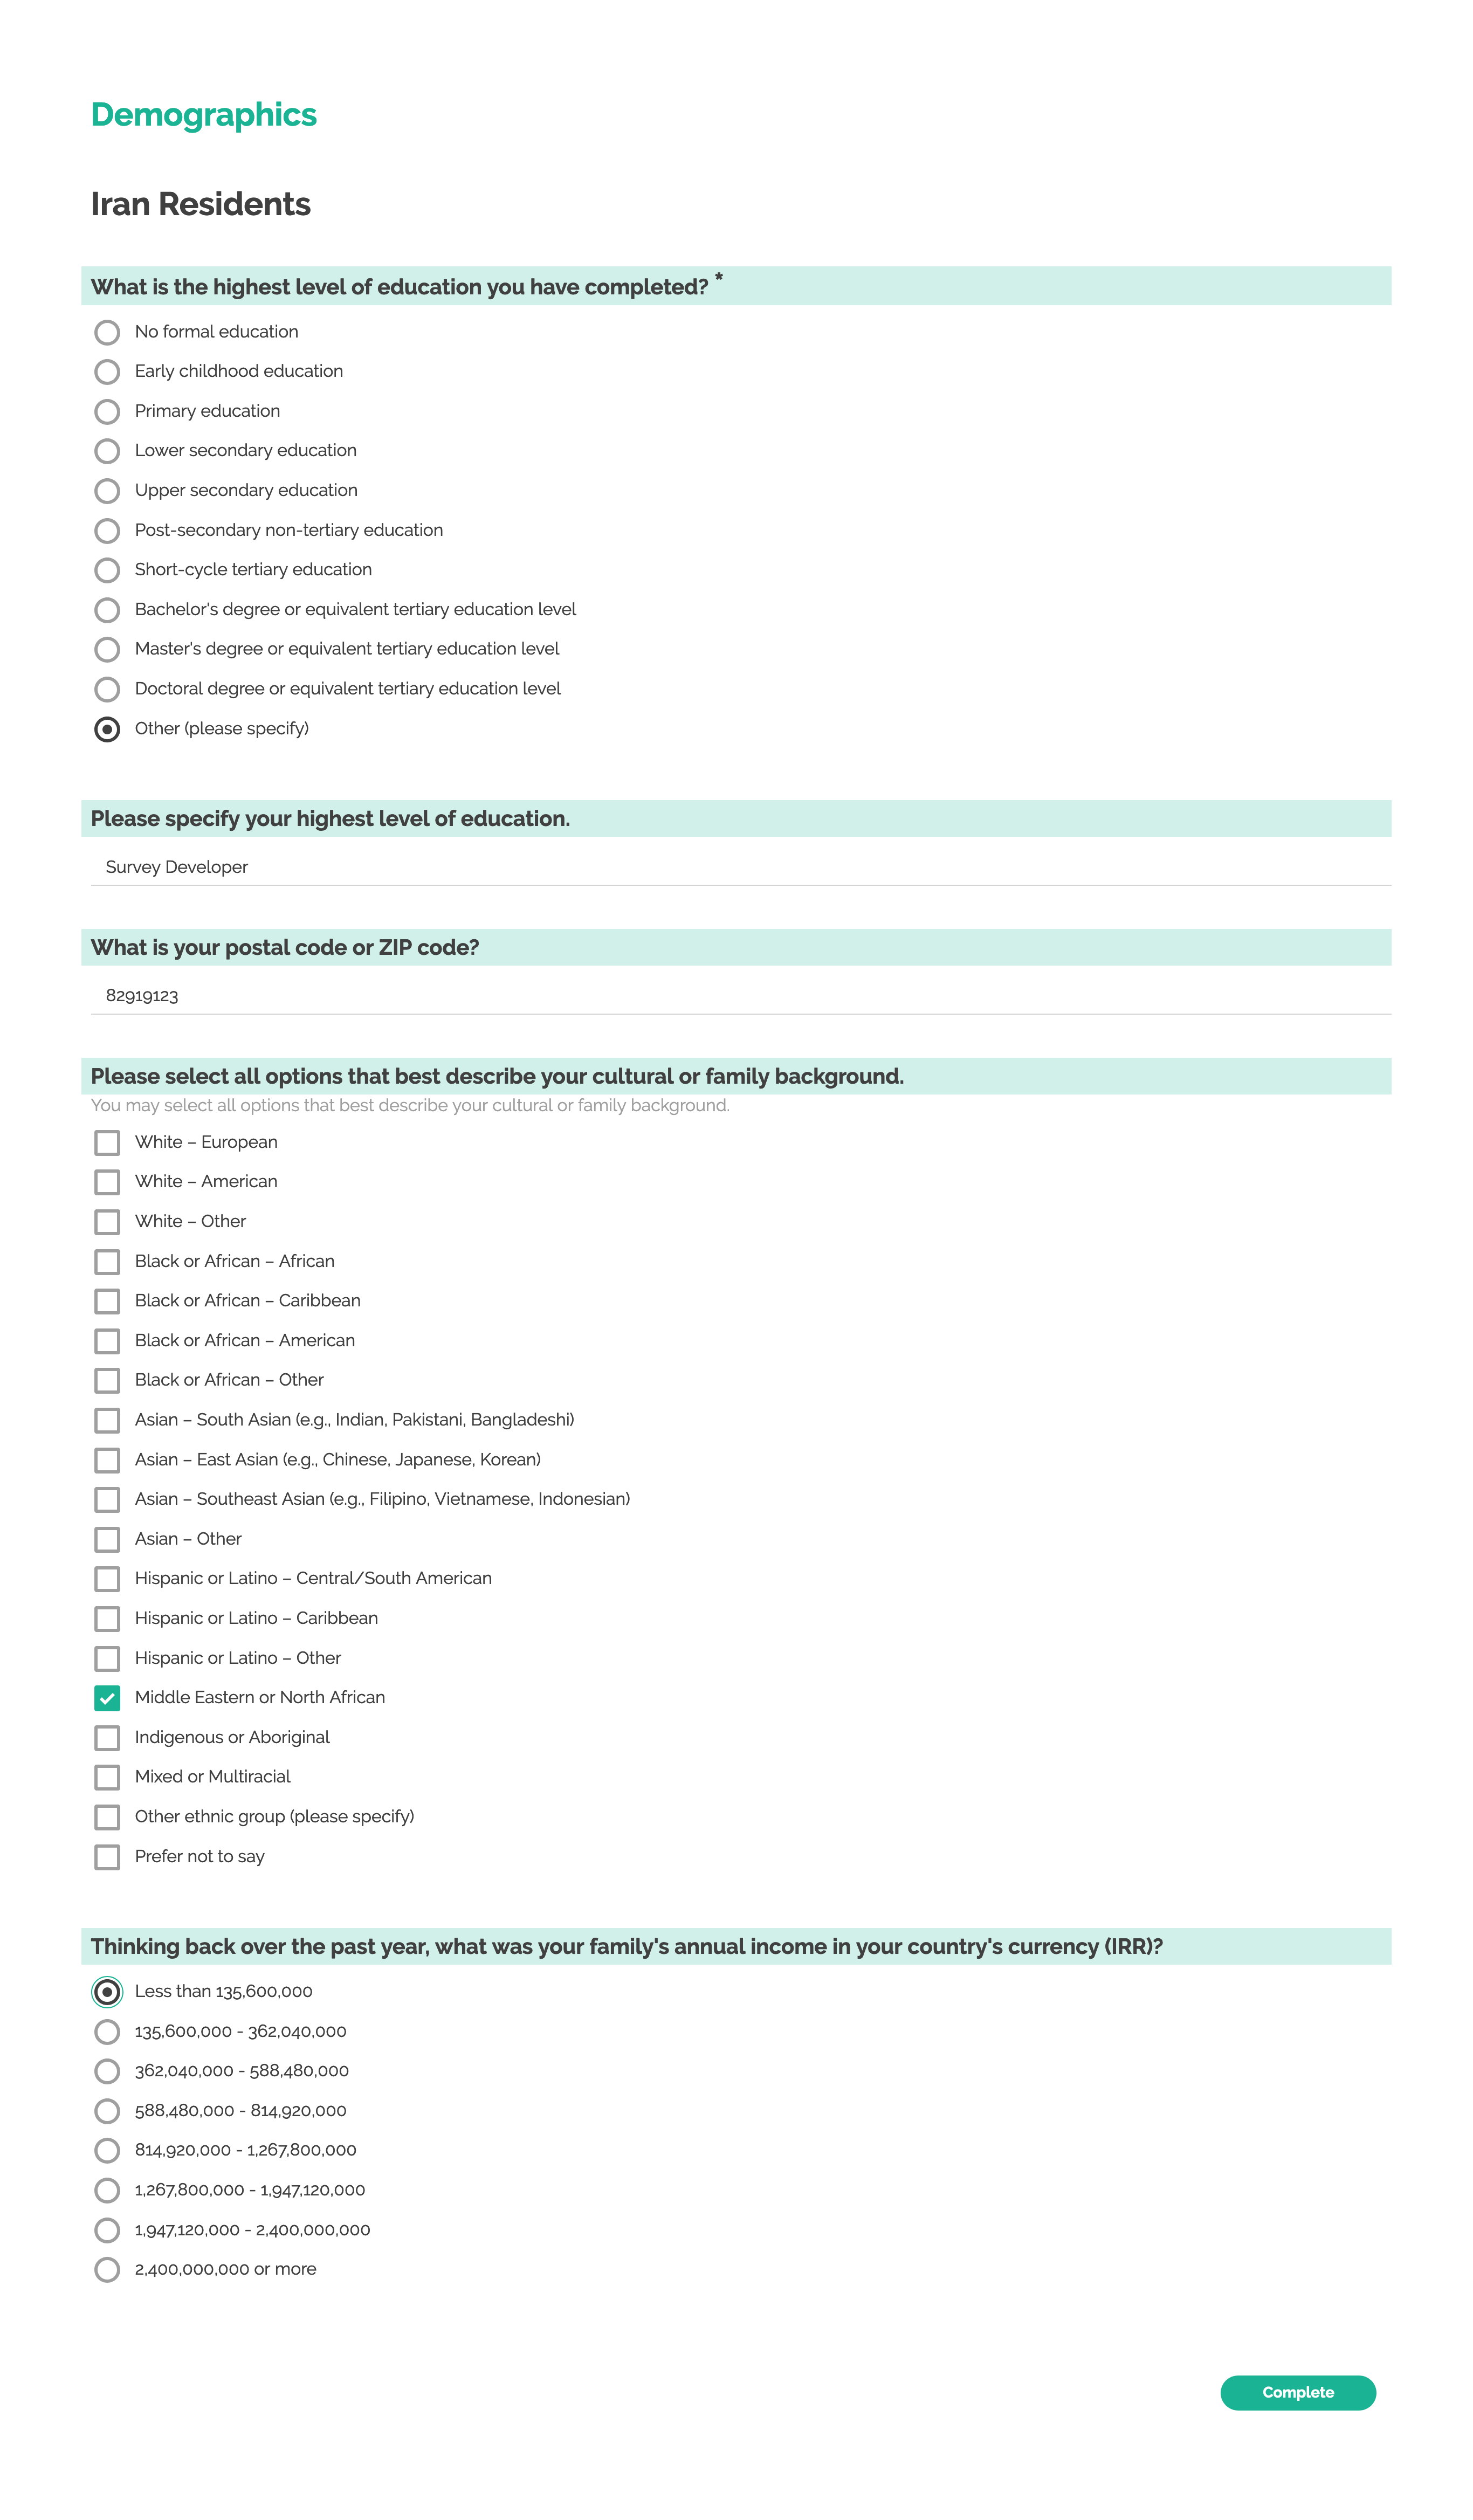 Demographics
Iran Residents
What is the highest level of education you have completed? *
No formal education
Early childhood education
Primary education
Lower secondary education
Upper secondary education
Post-secondary non-tertiary education
Short-cycle tertiary education
Bachelor's degree or equivalent tertiary education level
Master's degree or equivalent tertiary education level
Doctoral degree or equivalent tertiary education level
Other (please specify)
Please specify your highest level of education.
Survey Developer
What is your postal code or ZIP code?
82919123
Please select all options that best describe your cultural or family background.
You may select all options that best describe your cultural or family background.
White – European
White – American
White – Other
Black or African – African
Black or African – Caribbean
Black or African – American
Black or African – Other
Asian – South Asian (e.g., Indian, Pakistani, Bangladeshi)
Asian – East Asian (e.g., Chinese, Japanese, Korean)
Asian – Southeast Asian (e.g., Filipino, Vietnamese, Indonesian)
Asian – Other
Hispanic or Latino – Central/South American
Hispanic or Latino – Caribbean
Hispanic or Latino – Other
Middle Eastern or North African
Indigenous or Aboriginal
Mixed or Multiracial
Other ethnic group (please specify)
Prefer not to say
Thinking back over the past year, what was your family's annual income in your country's currency (IRR)?
Less than 135,600,000
135,600,000 - 362,040,000
362,040,000 - 588,480,000
588,480,000 - 814,920,000
814,920,000 - 1,267,800,000
1,267,800,000 - 1,947,120,000
1,947,120,000 - 2,400,000,000
2,400,000,000 or more
Complete